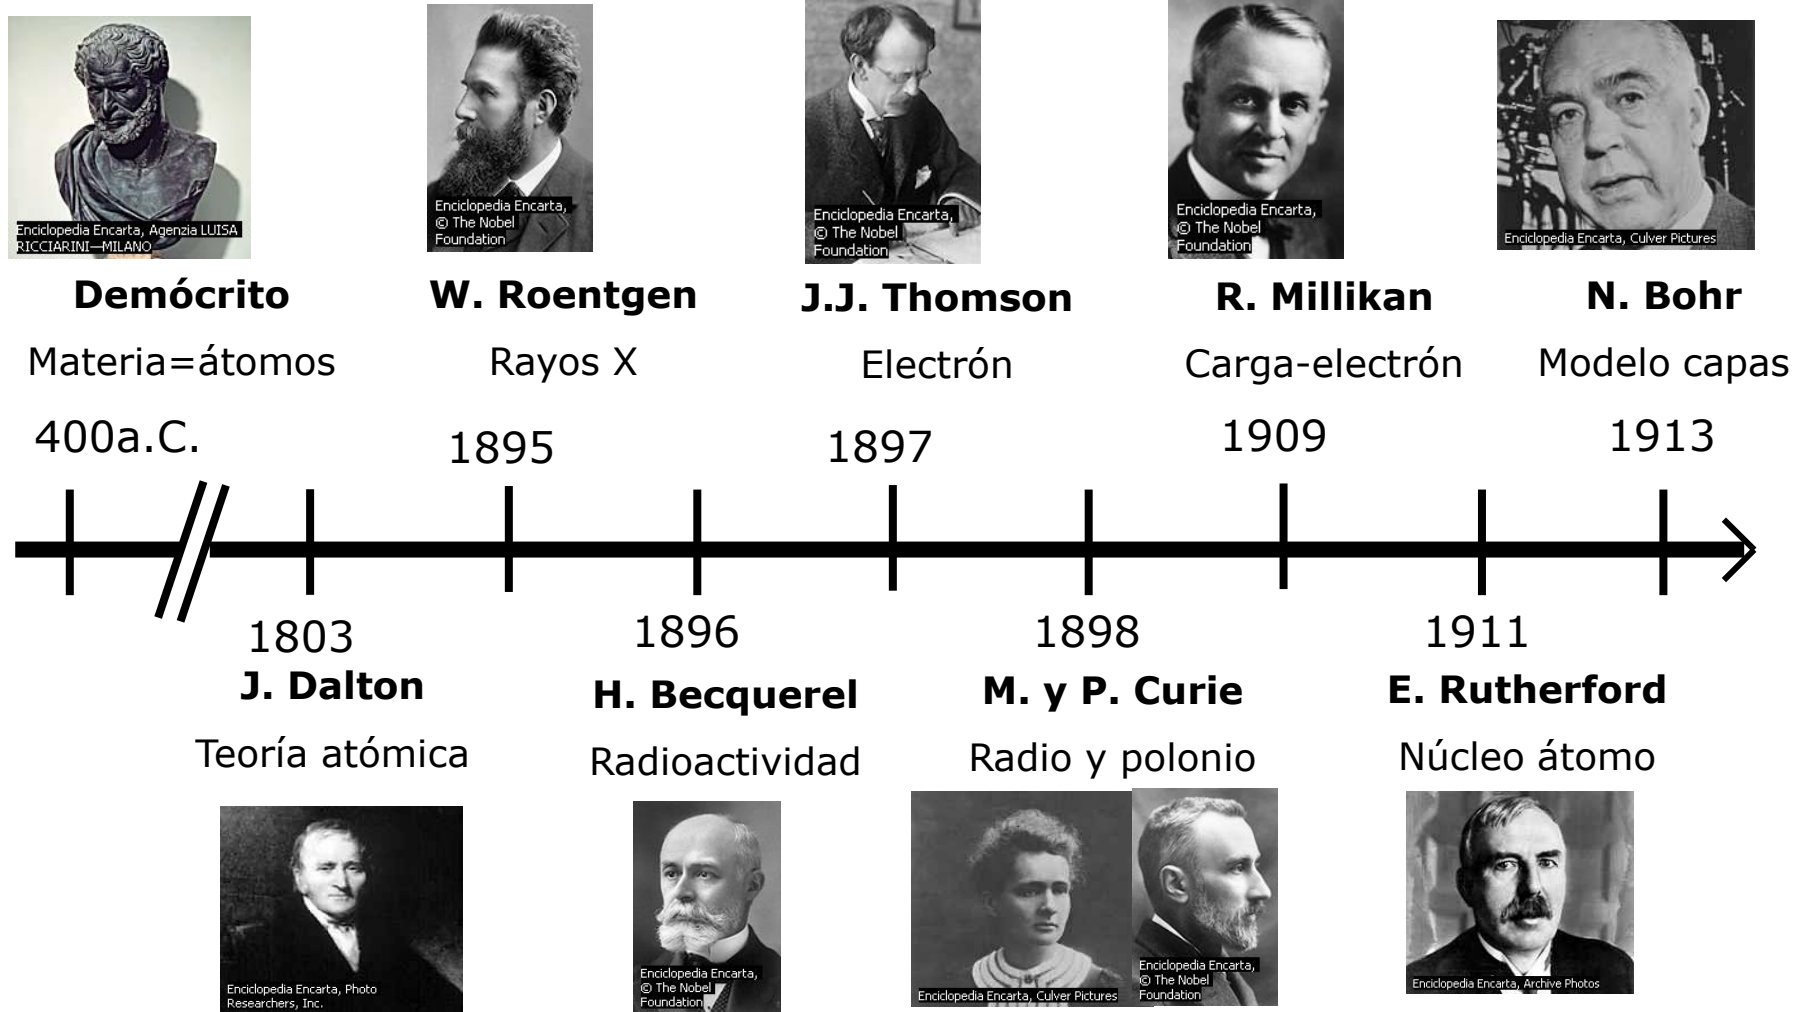 Enciclopedia Encarta, Agenzia LUISA
RICCIARINI—MILANO
Enciclopedia Encarta,
© The Nobel
Foundation
Enciclopedia Encarta,
© The Nobel
Foundation
Enciclopedia Encarta,
© The Nobel
Foundation
Enciclopedia Encarta, Culver Pictures
Demócrito
W. Roentgen
J.J. Thomson
R. Millikan
N. Bohr
Materia=átomos
Rayos X
Electrón
Carga-electrón
Modelo capas
400a.C.
1895
1897
1909
1913
1803
1896
1898
1911
J. Dalton
H. Becquerel
M. y P. Curie
E. Rutherford
Teoría atómica
Radioactividad
Radio y polonio
Núcleo átomo
Enciclopedia Encarta, Photo
Researchers, Inc.
Enciclopedia Encarta,
© The Nobel
Foundation
Enciclopedia Encarta, Culver Pictures
Enciclopedia Encarta,
© The Nobel
Foundation
Enciclopedia Encarta, Archive Photos